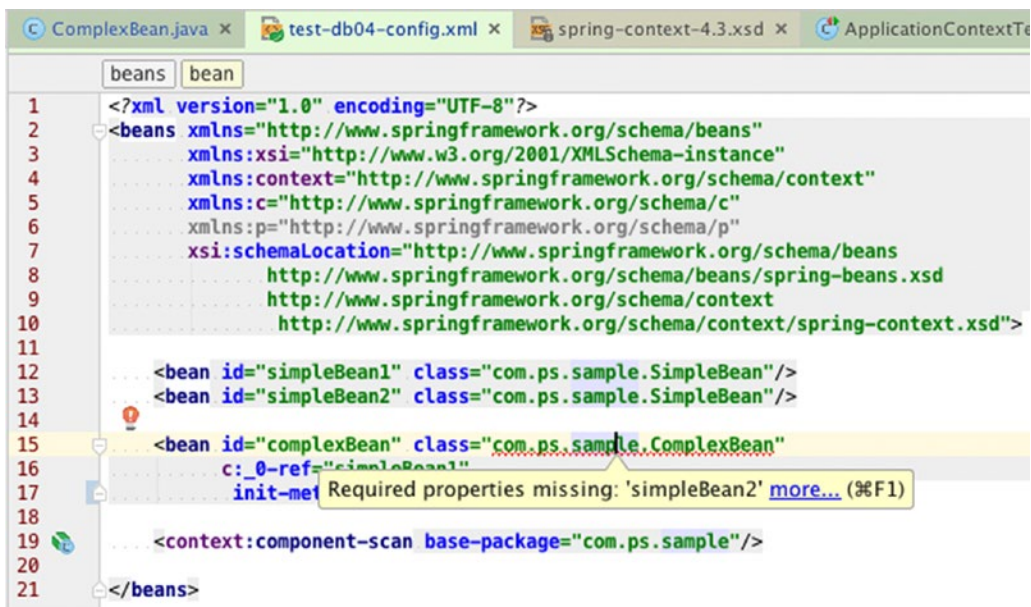 ComplexBean.java × test-db04-config.xml × spring-context-4.3.xsd × ApplicationContextTe
beans bean
1 <?xml version="1.0" encoding="UTF-8"?>
2 <beans xmlns="http://www.springframework.org/schema/beans"
3 xmlns:xsi="http://www.w3.org/2001/XMLSchema-instance"
4 xmlns:context="http://www.springframework.org/schema/context"
5 xmlns:c="http://www.springframework.org/schema/c"
6 xmlns:p="http://www.springframework.org/schema/p"
7 xsi:schemaLocation="http://www.springframework.org/schema/beans
8 http://www.springframework.org/schema/beans/spring-beans.xsd
9 http://www.springframework.org/schema/context
10 http://www.springframework.org/schema/context/spring-context.xsd">
11
12 <bean id="simpleBean1" class="com.ps.sample.SimpleBean"/>
13 <bean id="simpleBean2" class="com.ps.sample.SimpleBean"/>
14
15 <bean id="complexBean" class="com.ps.sample.ComplexBean"
16 c:_0-ref="simpleBean1"
17 init-met
Required properties missing: 'simpleBean2' more... (⌘F1)
18
19 <context:component-scan base-package="com.ps.sample"/>
20
21 </beans>